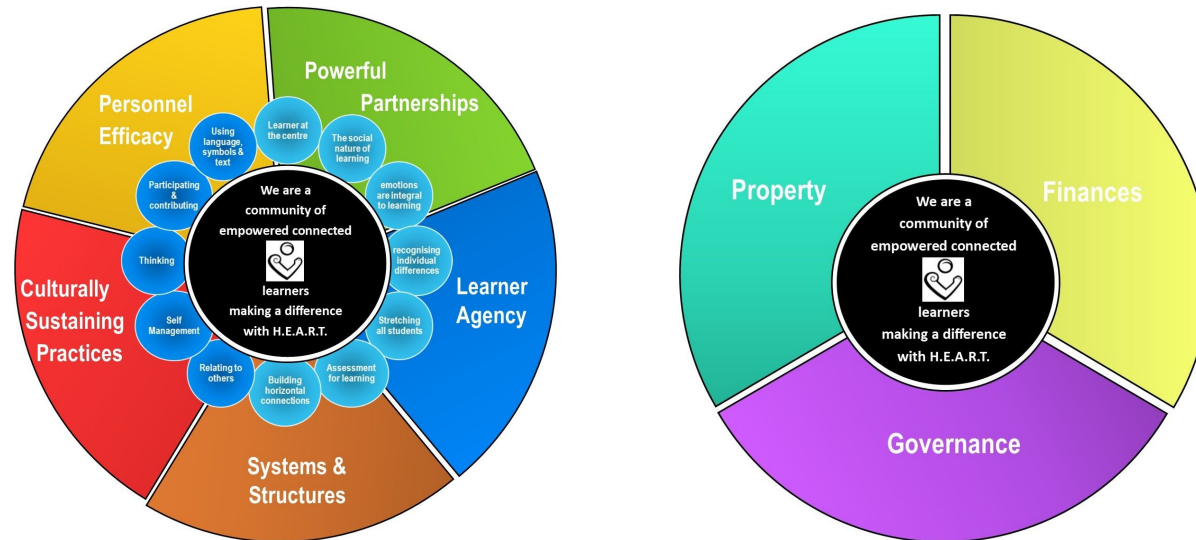 Personnel
Efficacy
Powerful
Partnerships
Learner
Agency
Systems &
Structures
Culturally
Sustaining
Practices
Learner at
the centre
The social
nature of
learning
emotions
are integral
to learning
recognising
individual
differences
Stretching
all students
Assessment
for learning
Building
horizontal
connections
Relating to
others
Self
Management
Thinking
Participating
&
contributing
Using
language,
symbols &
text
We are a
community of
empowered connected
learners
making a difference
with H.E.A.R.T.
Property
Finances
Governance
We are a
community of
empowered connected
learners
making a difference
with H.E.A.R.T.